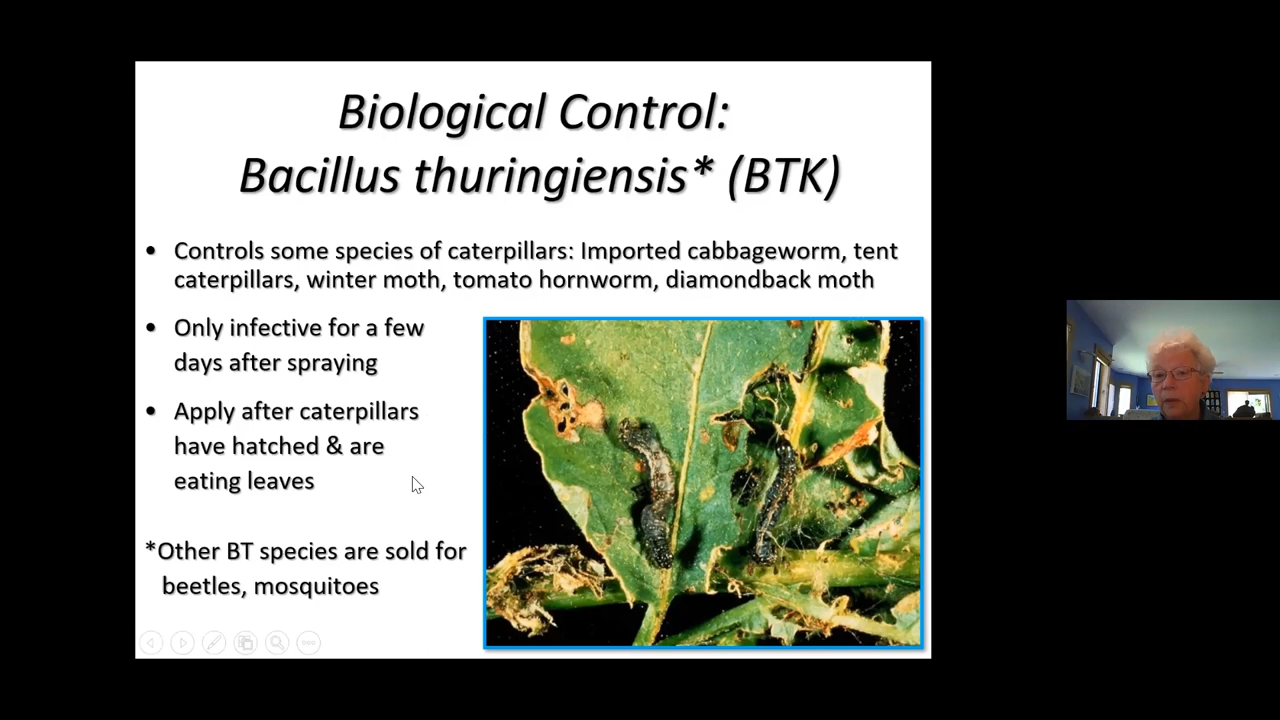 Biological Control:
Bacillus thuringiensis* (BTK)
• Controls some species of caterpillars: Imported cabbageworm, tent
caterpillars, winter moth, tomato hornworm, diamondback moth
• Only infective for a few
days after spraying
• Apply after caterpillars
have hatched & are
eating leaves
*Other BT species are sold for
beetles, mosquitoes